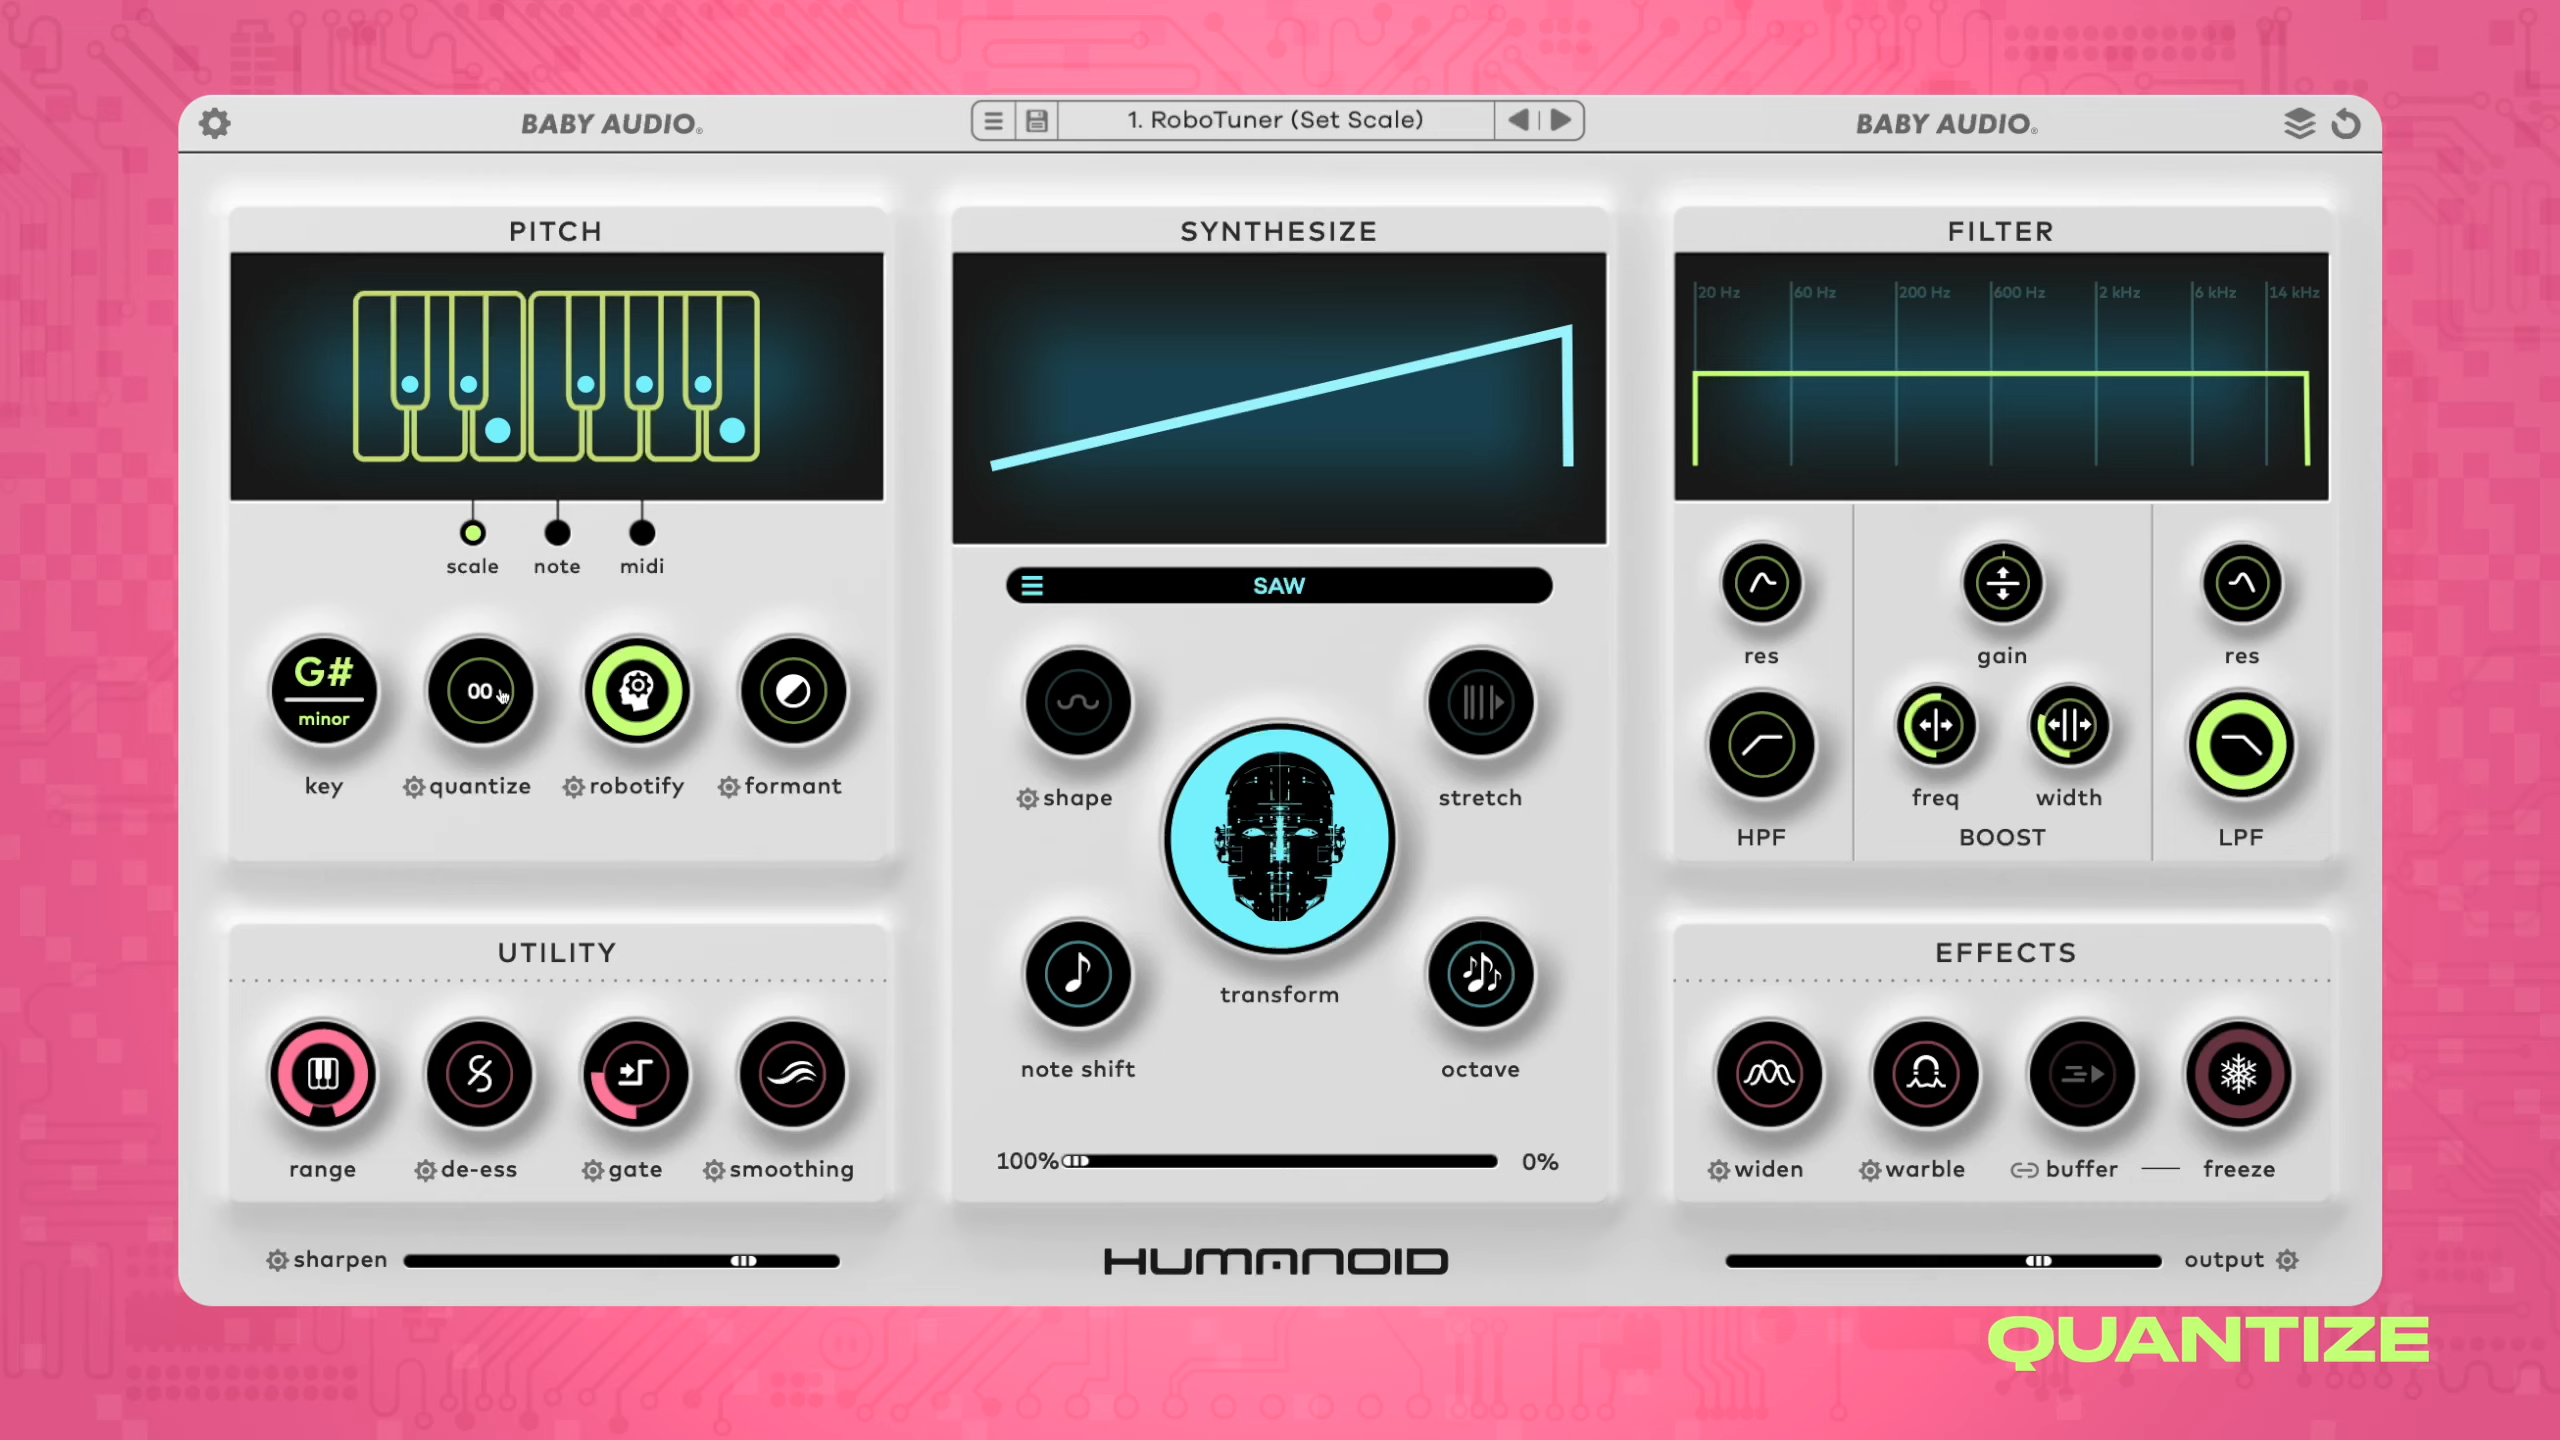 BABY AUDIO®
1. RoboTuner (Set Scale)
BABY AUDIO®
PITCH
scale
note
midi
G#
minor
00
key
quantize
robotify
formant
SYNTHESIZE
SAW
shape
stretch
transform
note shift
octave
100%
0%
FILTER
20 Hz
60 Hz
200 Hz
600 Hz
2 kHz
6 kHz
14 kHz
res
gain
res
freq
width
HPF
BOOST
LPF
UTILITY
range
de-ess
gate
smoothing
EFFECTS
widen
warble
buffer
freeze
sharpen
HUMANOID
output
QUANTIZE